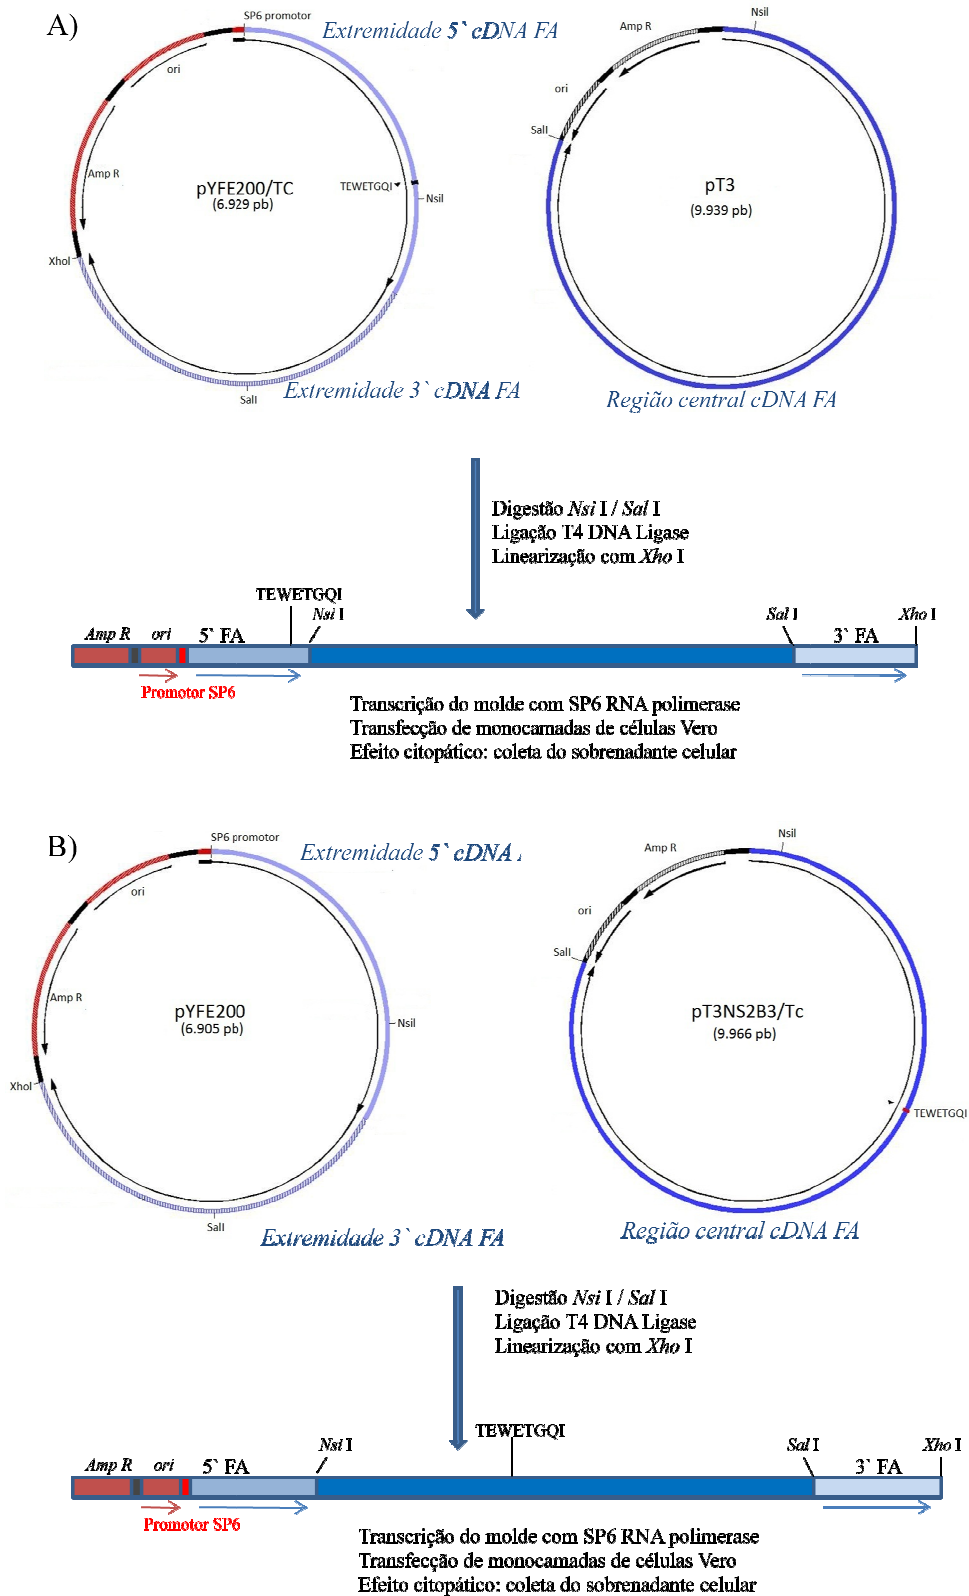 A)
SP6 promotor
Extremidade 5` cDNA FA
ori
Amp R
pYFE200/TC
(6.929 pb)
TEWETGQI
NsiI
XhoI
SalI
Extremidade 3` cDNA FA
Amp R
NsiI
ori
SalI
pT3
(9.939 pb)
Região central cDNA FA
Digestão Nsi I / Sal I
Ligação T4 DNA Ligase
Linearização com Xho I
TEWETGQI
Amp R
ori
5` FA
Nsi I
Sal I
3` FA
Xho I
Promotor SP6
Transcrição do molde com SP6 RNA polimerase
Transfecção de monocamadas de células Vero
Efeito citopático: coleta do sobrenadante celular
B)
SP6 promotor
Extremidade 5` cDNA
ori
Amp R
pYFE200
(6.905 pb)
NsiI
XhoI
SalI
Extremidade 3` cDNA FA
Amp R
NsiI
ori
SalI
pT3NS2B3/Tc
(9.966 pb)
TEWETGQI
Região central cDNA FA
Digestão Nsi I / Sal I
Ligação T4 DNA Ligase
Linearização com Xho I
TEWETGQI
Amp R
ori
5` FA
Nsi I
Sal I
3` FA
Xho I
Promotor SP6
Transcrição do molde com SP6 RNA polimerase
Transfecção de monocamadas de células Vero
Efeito citopático: coleta do sobrenadante celular